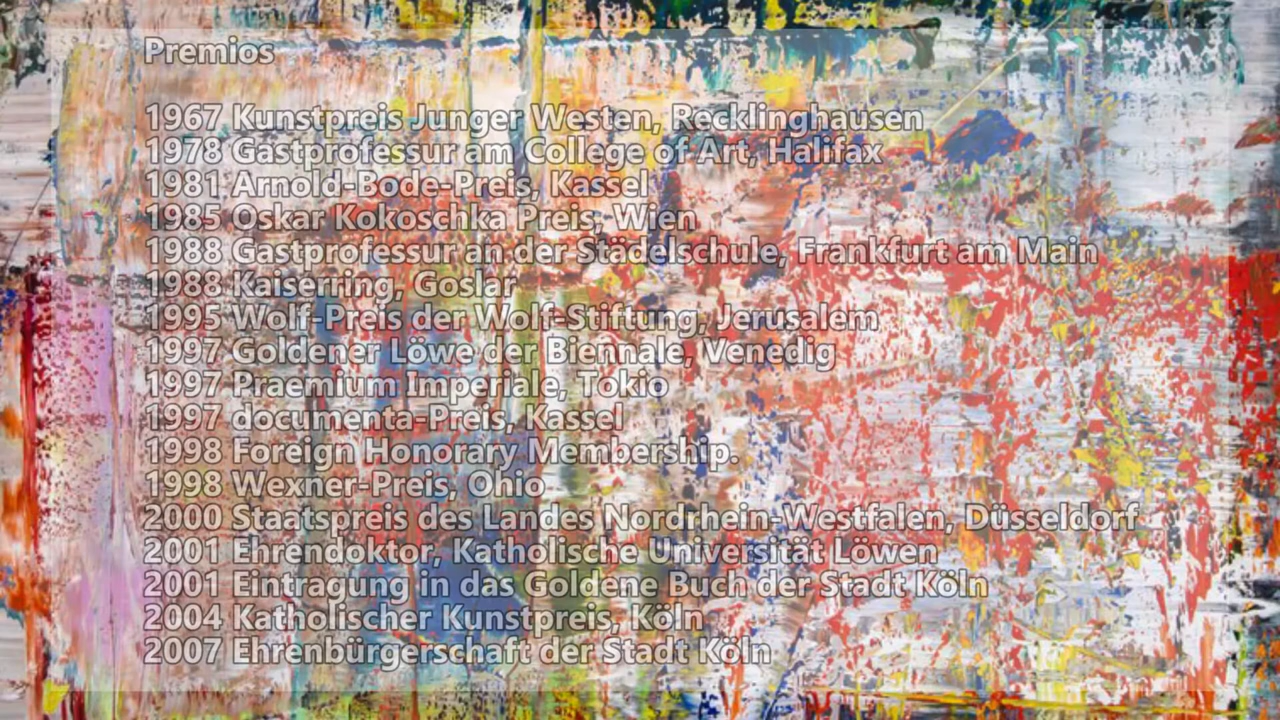 Premios
1967 Kunstpreis Junger Westen, Recklinghausen
1978 Gastprofessur am College of Art, Halifax
1981 Arnold-Bode-Preis, Kassel
1985 Oskar Kokoschka Preis, Wien
1988 Gastprofessur an der Städelschule, Frankfurt am Main
1988 Kaiserring, Goslar
1995 Wolf-Preis der Wolf-Stiftung, Jerusalem
1997 Goldener Löwe der Biennale, Venedig
1997 Praemium Imperiale, Tokio
1997 documenta-Preis, Kassel
1998 Foreign Honorary Membership.
1998 Wexner-Preis, Ohio
2000 Staatspreis des Landes Nordrhein-Westfalen, Düsseldorf
2001 Ehrendoktor, Katholische Universität Löwen
2001 Eintragung in das Goldene Buch der Stadt Köln
2004 Katholischer Kunstpreis, Köln
2007 Ehrenbürgerschaft der Stadt Köln